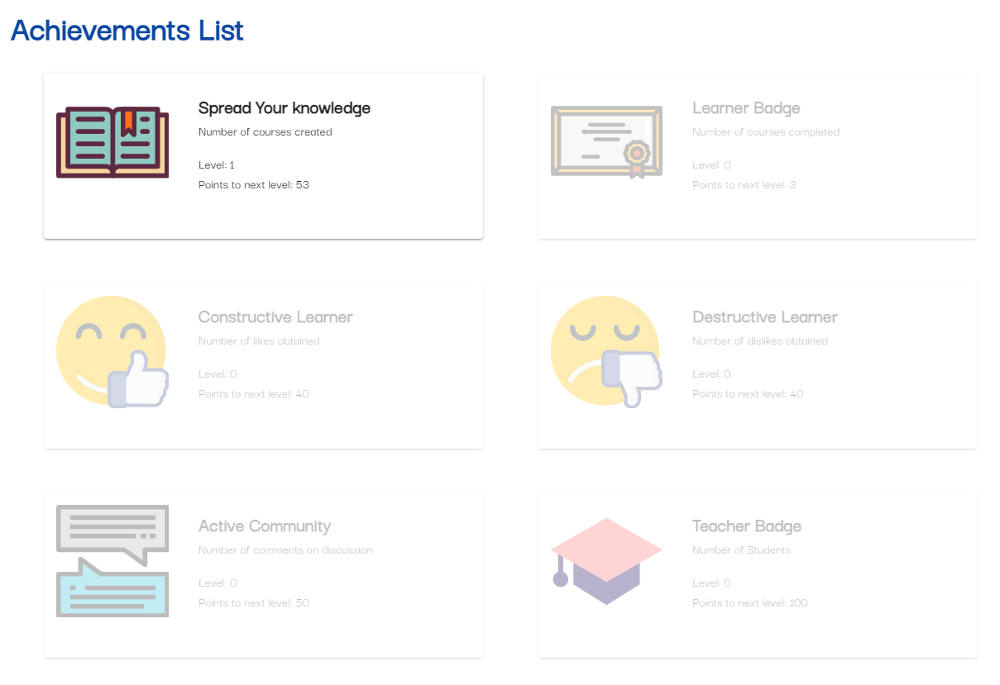 Achievements List
Spread Your knowledge
Number of courses created
Level: 1
Points to next level: 53
Learner Badge
Number of courses completed
Level: 0
Points to next level: 3
Constructive Learner
Number of likes obtained
Level: 0
Points to next level: 40
Destructive Learner
Number of dislikes obtained
Level: 0
Points to next level: 40
Active Community
Number of comments on discussion
Level: 0
Points to next level: 50
Teacher Badge
Number of Students
Level: 0
Points to next level: 100